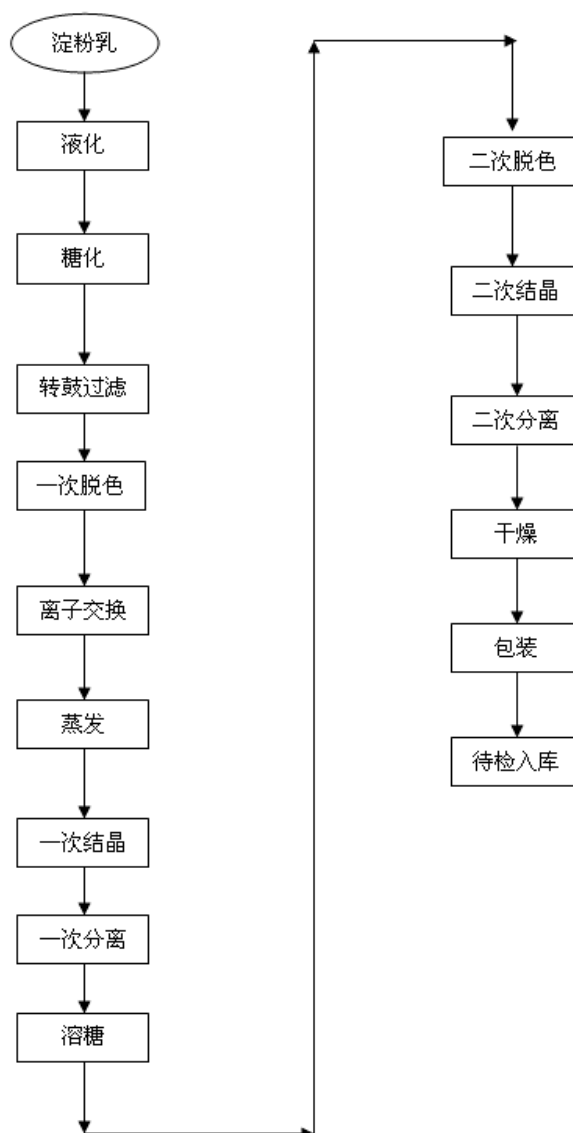 淀粉乳
液化
糖化
转鼓过滤
一次脱色
离子交换
蒸发
一次结晶
一次分离
溶糖
二次脱色
二次结晶
二次分离
干燥
包装
待检入库